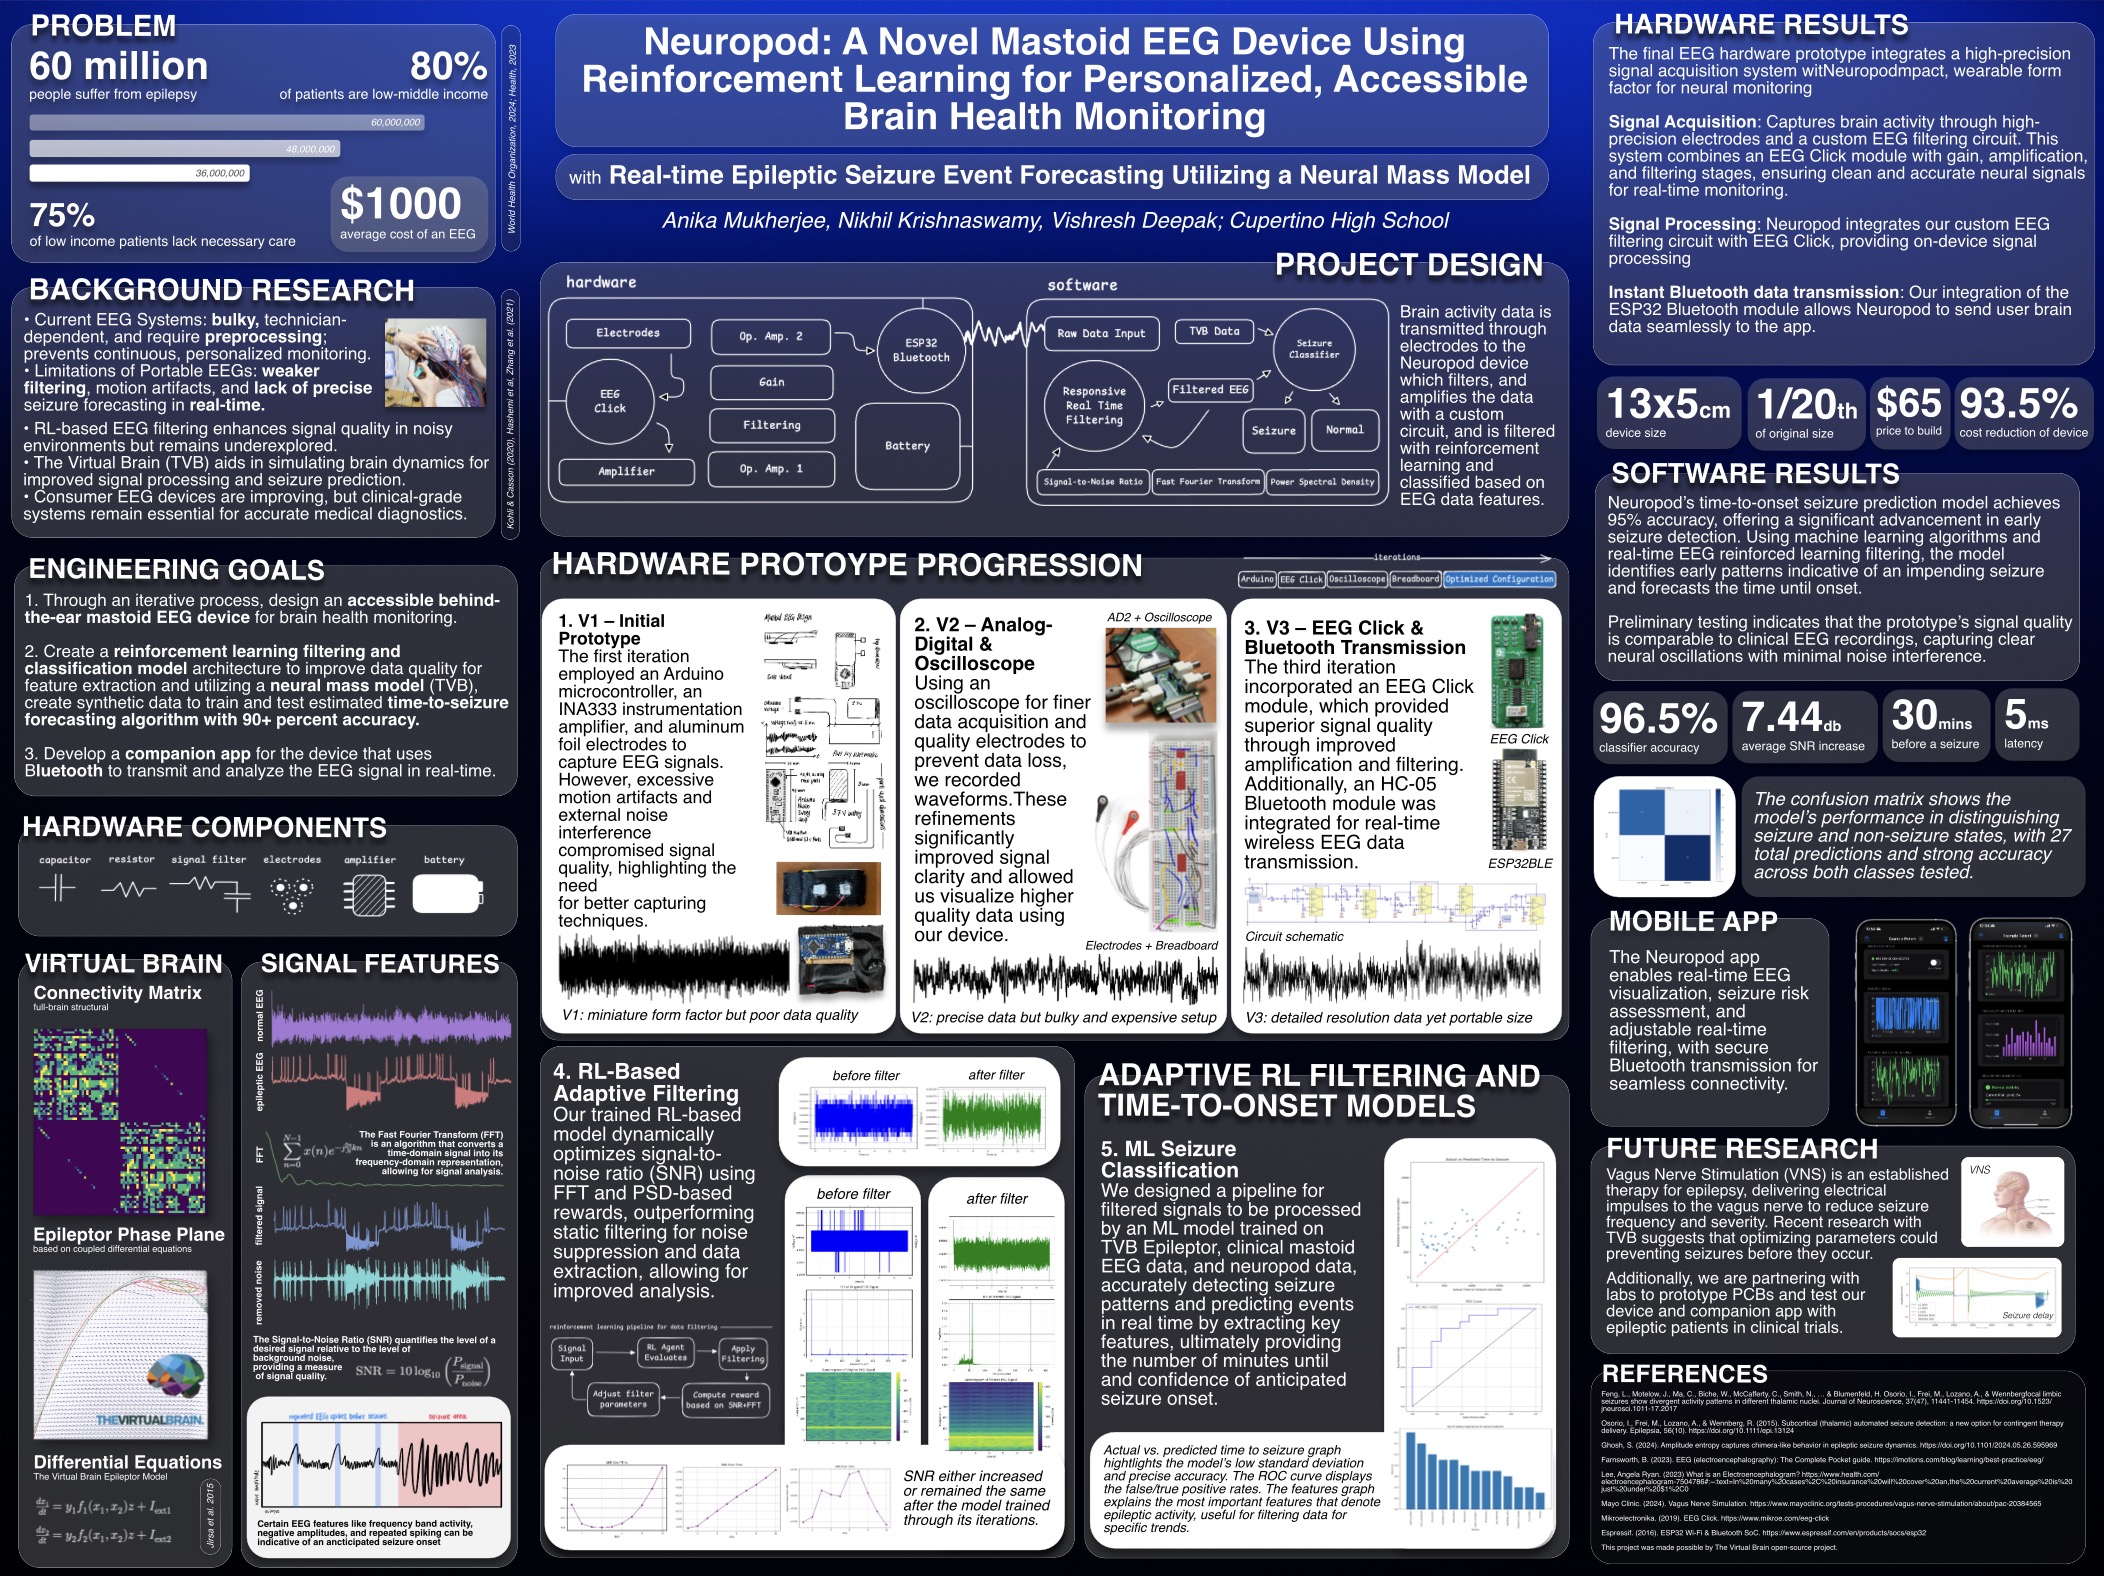 PROBLEM
60 million
people suffer from epilepsy
80%
of patients are low-middle income
60,000,000
48,000,000
36,000,000
75%
of low income patients lack necessary care
$1000
average cost of an EEG
World Health Organization, 2024; Health, 2023
BACKGROUND RESEARCH
• Current EEG Systems: bulky, technician-
dependent, and require preprocessing;
prevents continuous, personalized monitoring.
• Limitations of Portable EEGs: weaker
filtering, motion artifacts, and lack of precise
seizure forecasting in real-time.
• RL-based EEG filtering enhances signal quality in noisy
environments but remains underexplored.
• The Virtual Brain (TVB) aids in simulating brain dynamics for
improved signal processing and seizure prediction.
• Consumer EEG devices are improving, but clinical-grade
systems remain essential for accurate medical diagnostics.
Kohli & Casson (2020), Hashemi et al, Zhang et al. (2021)
ENGINEERING GOALS
1. Through an iterative process, design an accessible behind-
the-ear mastoid EEG device for brain health monitoring.
2. Create a reinforcement learning filtering and
classification model architecture to improve data quality for
feature extraction and utilizing a neural mass model (TVB),
create synthetic data to train and test estimated time-to-seizure
forecasting algorithm with 90+ percent accuracy.
3. Develop a companion app for the device that uses
Bluetooth to transmit and analyze the EEG signal in real-time.
HARDWARE COMPONENTS
capacitor resistor signal filter electrodes amplifier battery
VIRTUAL BRAIN
Connectivity Matrix
full-brain structural
Epileptor Phase Plane
based on coupled differential equations
THEVIRTUALBRAIN.
Differential Equations
The Virtual Brain Epileptor Model
dx₁/dt = y₁f₁(x₁, x₂)z + I_ext1
dx₂/dt = y₂f₂(x₁, x₂)z + I_ext2
Jirsa et al. 2015
SIGNAL FEATURES
normal EEG
epileptic EEG
FFT
The Fast Fourier Transform (FFT)
is an algorithm that converts a
time-domain signal into its
frequency-domain representation,
allowing for signal analysis.
filtered signal
removed noise
The Signal-to-Noise Ratio (SNR) quantifies the level of a
desired signal relative to the level of
background noise,
providing a measure
of signal quality.
SNR = 10 log₁₀ (P_signal / P_noise)
repeated EEG spikes before seizure
seizure area
Certain EEG features like frequency band activity,
negative amplitudes, and repeated spiking can be
indicative of an ancticipated seizure onset
Neuropod: A Novel Mastoid EEG Device Using
Reinforcement Learning for Personalized, Accessible
Brain Health Monitoring
with Real-time Epileptic Seizure Event Forecasting Utilizing a Neural Mass Model
Anika Mukherjee, Nikhil Krishnaswamy, Vishresh Deepak; Cupertino High School
PROJECT DESIGN
hardware
Electrodes
EEG
Click
Amplifier
Op. Amp. 2
Gain
Filtering
Op. Amp. 1
ESP32
Bluetooth
Battery
software
Raw Data Input
TVB Data
Seizure
Classifier
Responsive
Real Time
Filtering
Filtered EEG
Seizure
Normal
Signal-to-Noise Ratio
Fast Fourier Transform
Power Spectral Density
Brain activity data is
transmitted through
electrodes to the
Neuropod device
which filters, and
amplifies the data
with a custom
circuit, and is filtered
with reinforcement
learning and
classified based on
EEG data features.
HARDWARE PROTOYPE PROGRESSION
iterations
Arduino EEG Click Oscilloscope Breadboard Optimized Configuration
1. V1 – Initial
Prototype
The first iteration
employed an Arduino
microcontroller, an
INA333 instrumentation
amplifier, and aluminum
foil electrodes to
capture EEG signals.
However, excessive
motion artifacts and
external noise
interference
compromised signal
quality, highlighting the
need
for better capturing
techniques.
V1: miniature form factor but poor data quality
2. V2 – Analog-
Digital &
Oscilloscope
Using an
oscilloscope for finer
data acquisition and
quality electrodes to
prevent data loss,
we recorded
waveforms.These
refinements
significantly
improved signal
clarity and allowed
us visualize higher
quality data using
our device.
AD2 + Oscilloscope
Electrodes + Breadboard
V2: precise data but bulky and expensive setup
3. V3 – EEG Click &
Bluetooth Transmission
The third iteration
incorporated an EEG Click
module, which provided
superior signal quality
through improved
amplification and filtering.
Additionally, an HC-05
Bluetooth module was
integrated for real-time
wireless EEG data
transmission.
EEG Click
ESP32BLE
Circuit schematic
V3: detailed resolution data yet portable size
4. RL-Based
Adaptive Filtering
Our trained RL-based
model dynamically
optimizes signal-to-
noise ratio (SNR) using
FFT and PSD-based
rewards, outperforming
static filtering for noise
suppression and data
extraction, allowing for
improved analysis.
before filter
after filter
before filter
after filter
reinforcement learning pipeline for data filtering
Signal
Input
RL Agent
Evaluates
Apply
Filtering
Adjust filter
parameters
Compute reward
based on SNR+FFT
SNR either increased
or remained the same
after the model trained
through its iterations.
ADAPTIVE RL FILTERING AND
TIME-TO-ONSET MODELS
5. ML Seizure
Classification
We designed a pipeline for
filtered signals to be processed
by an ML model trained on
TVB Epileptor, clinical mastoid
EEG data, and neuropod data,
accurately detecting seizure
patterns and predicting events
in real time by extracting key
features, ultimately providing
the number of minutes until
and confidence of anticipated
seizure onset.
Actual vs. predicted time to seizure graph
highlights the model's low standard deviation
and precise accuracy. The ROC curve displays
the false/true positive rates. The features graph
explains the most important features that denote
epileptic activity, useful for filtering data for
specific trends.
HARDWARE RESULTS
The final EEG hardware prototype integrates a high-precision
signal acquisition system witNeuropodmpact, wearable form
factor for neural monitoring
Signal Acquisition: Captures brain activity through high-
precision electrodes and a custom EEG filtering circuit. This
system combines an EEG Click module with gain, amplification,
and filtering stages, ensuring clean and accurate neural signals
for real-time monitoring.
Signal Processing: Neuropod integrates our custom EEG
filtering circuit with EEG Click, providing on-device signal
processing
Instant Bluetooth data transmission: Our integration of the
ESP32 Bluetooth module allows Neuropod to send user brain
data seamlessly to the app.
13x5cm
device size
1/20th
of original size
$65
price to build
93.5%
cost reduction of device
SOFTWARE RESULTS
Neuropod's time-to-onset seizure prediction model achieves
95% accuracy, offering a significant advancement in early
seizure detection. Using machine learning algorithms and
real-time EEG reinforced learning filtering, the model
identifies early patterns indicative of an impending seizure
and forecasts the time until onset.
Preliminary testing indicates that the prototype's signal quality
is comparable to clinical EEG recordings, capturing clear
neural oscillations with minimal noise interference.
96.5%
classifier accuracy
7.44db
average SNR increase
30mins
before a seizure
5ms
latency
The confusion matrix shows the
model's performance in distinguishing
seizure and non-seizure states, with 27
total predictions and strong accuracy
across both classes tested.
MOBILE APP
The Neuropod app
enables real-time EEG
visualization, seizure risk
assessment, and
adjustable real-time
filtering, with secure
Bluetooth transmission for
seamless connectivity.
FUTURE RESEARCH
Vagus Nerve Stimulation (VNS) is an established
therapy for epilepsy, delivering electrical
impulses to the vagus nerve to reduce seizure
frequency and severity. Recent research with
TVB suggests that optimizing parameters could
preventing seizures before they occur.
Additionally, we are partnering with
labs to prototype PCBs and test our
device and companion app with
epileptic patients in clinical trials.
VNS
Seizure delay
REFERENCES
Feng, L., Motelow, J., Ma, C., Biche, W., McCafferty, C., Smith, N., ... & Blumenfeld, H. Osorio, I., Frei, M., Lozano, A., & Wennbergfocal limbic
seizures show divergent activity patterns in different thalamic nuclei. Journal of Neuroscience, 37(47), 11441-11454. https://doi.org/10.1523/
jneurosci.1011-17.2017
Osorio, I., Frei, M., Lozano, A., & Wennberg, R. (2015). Subcortical (thalamic) automated seizure detection: a new option for contingent therapy
delivery. Epilepsia, 56(10). https://doi.org/10.1111/epi.13124
Ghosh, S. (2024). Amplitude entropy captures chimera-like behavior in epileptic seizure dynamics. https://doi.org/10.1101/2024.05.26.595969
Farnsworth, B. (2023). EEG (electroencephalography): The Complete Pocket guide. https://imotions.com/blog/learning/best-practice/eeg/
Lee, Angela Ryan. (2023) What is an Electroencephalogram? https://www.health.com/
Mayo Clinic. (2024). Vagus Nerve Simulation. https://www.mayoclinic.org/tests-procedures/vagus-nerve-stimulation/about/pac-20384565
Mikroelectronika. (2019). EEG Click. https://www.mikroe.com/eeg-click
Espressif. (2016). ESP32 Wi-Fi & Bluetooth SoC. https://www.espressif.com/en/products/socs/esp32
This project was made possible by The Virtual Brain open-source project.